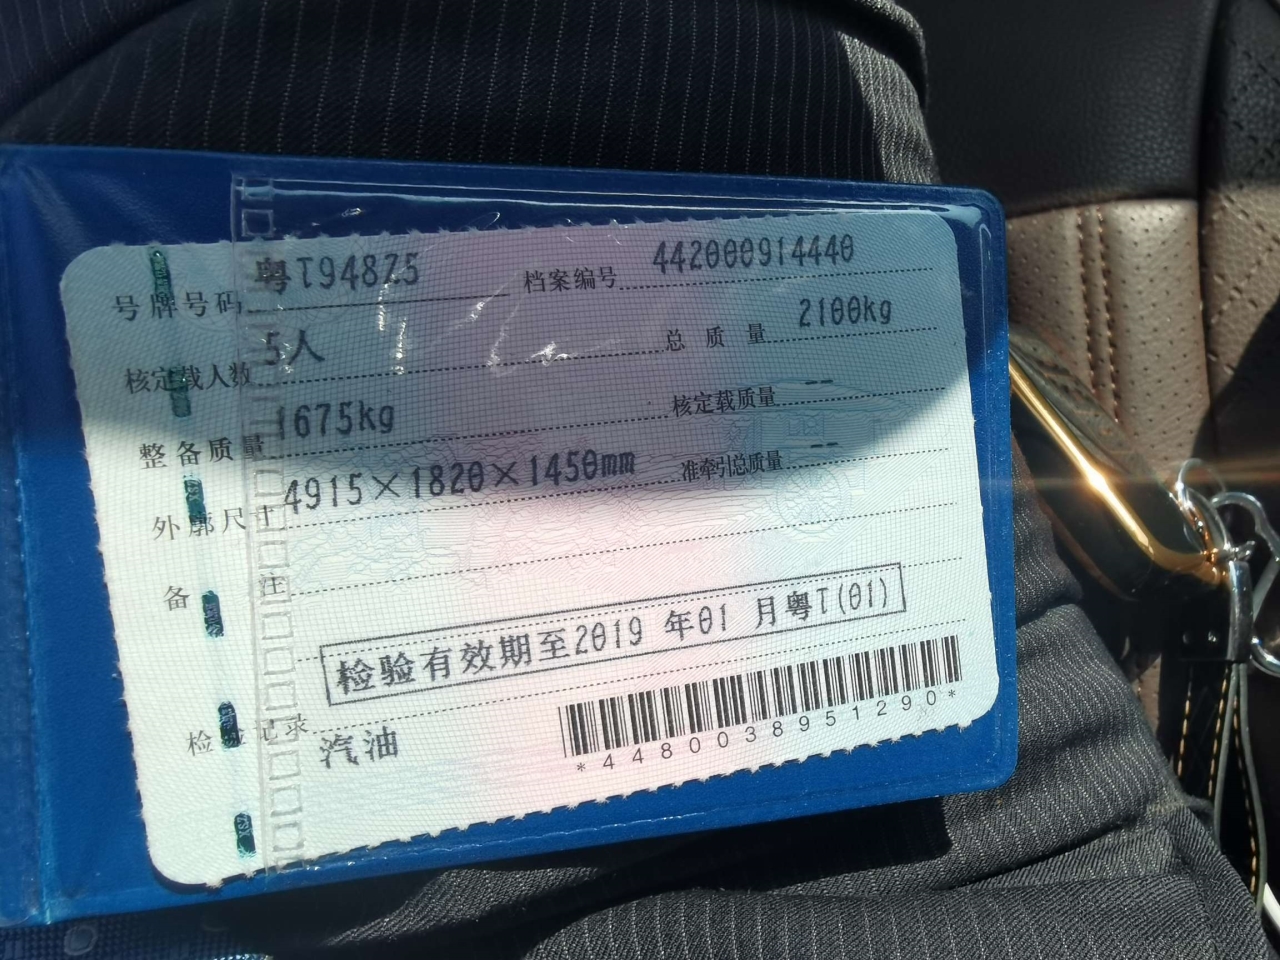 号牌号码 粤T94825 档案编号 442000914440
核定载人数 5人 总质量 2100kg
整备质量 1675kg 核定载质量 --
外廓尺寸 4915×1820×1450mm 准牵引总质量 --
备注
检验有效期至2019年01月粤T(01)
检验记录
汽油
*4480038951290*